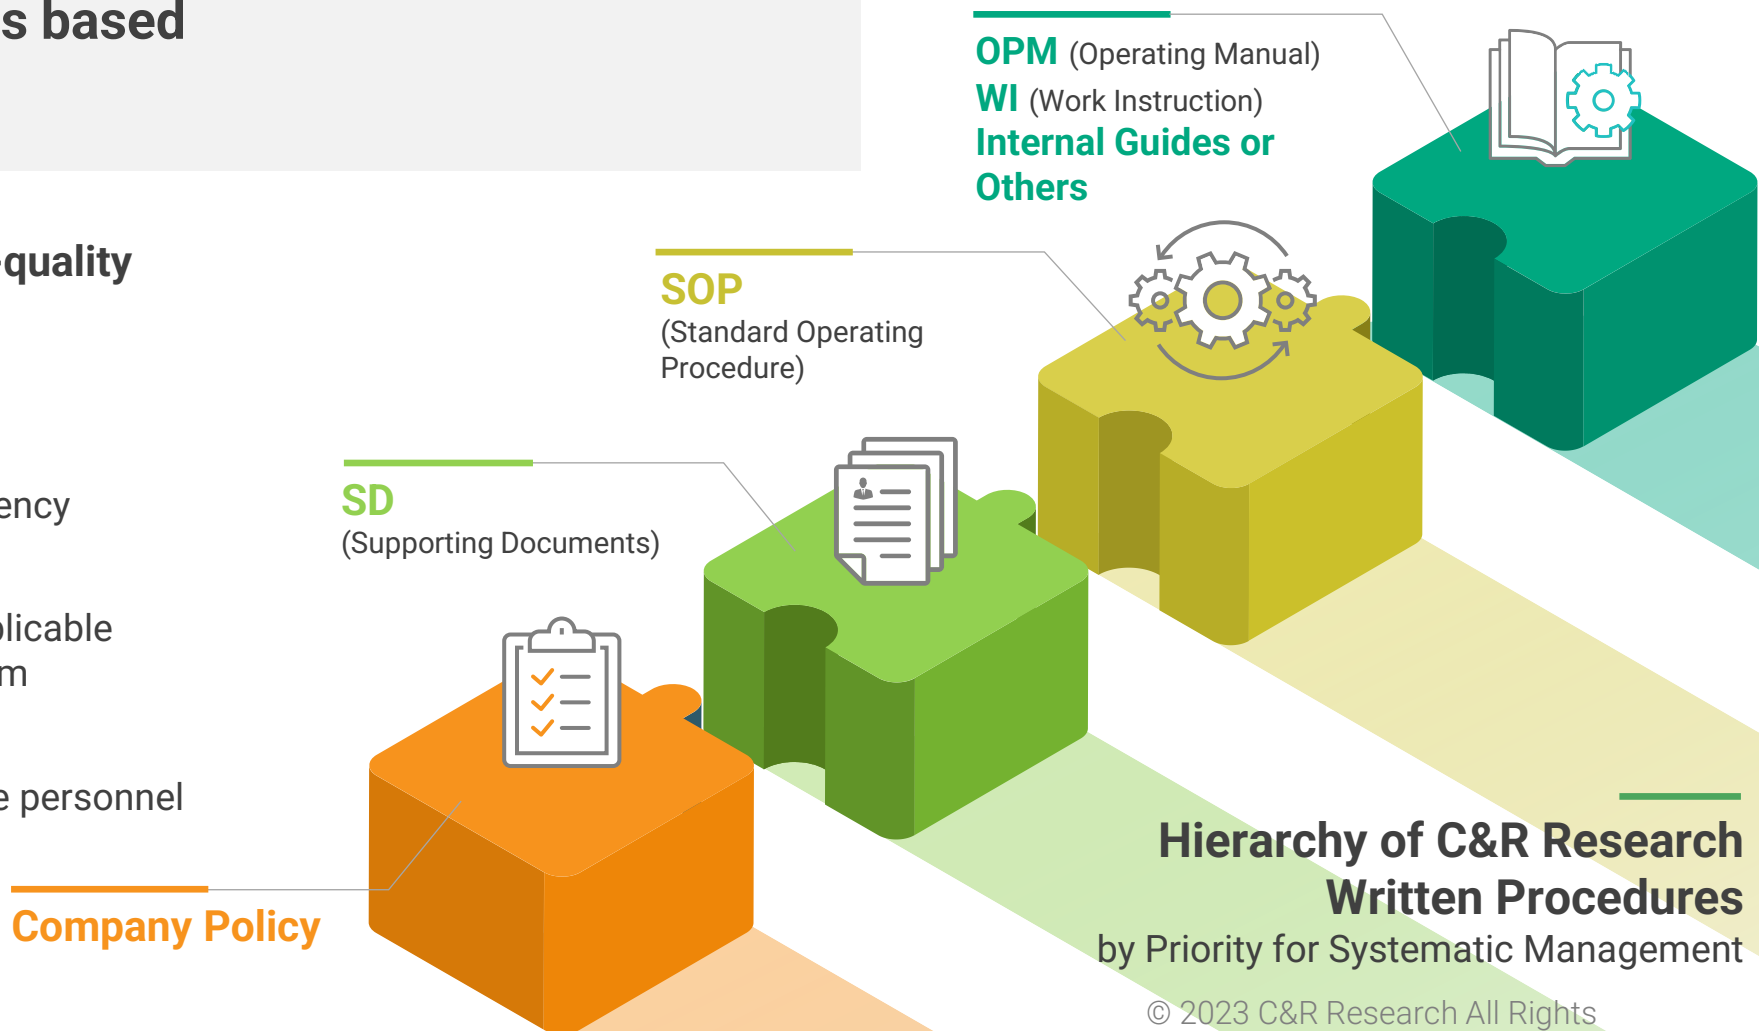 s based
-quality
ency
plicable
m
e personnel
OPM (Operating Manual)
WI (Work Instruction)
Internal Guides or
Others
SOP
(Standard Operating
Procedure)
SD
(Supporting Documents)
Company Policy
Hierarchy of C&R Research
Written Procedures
by Priority for Systematic Management
© 2023 C&R Research All Rights